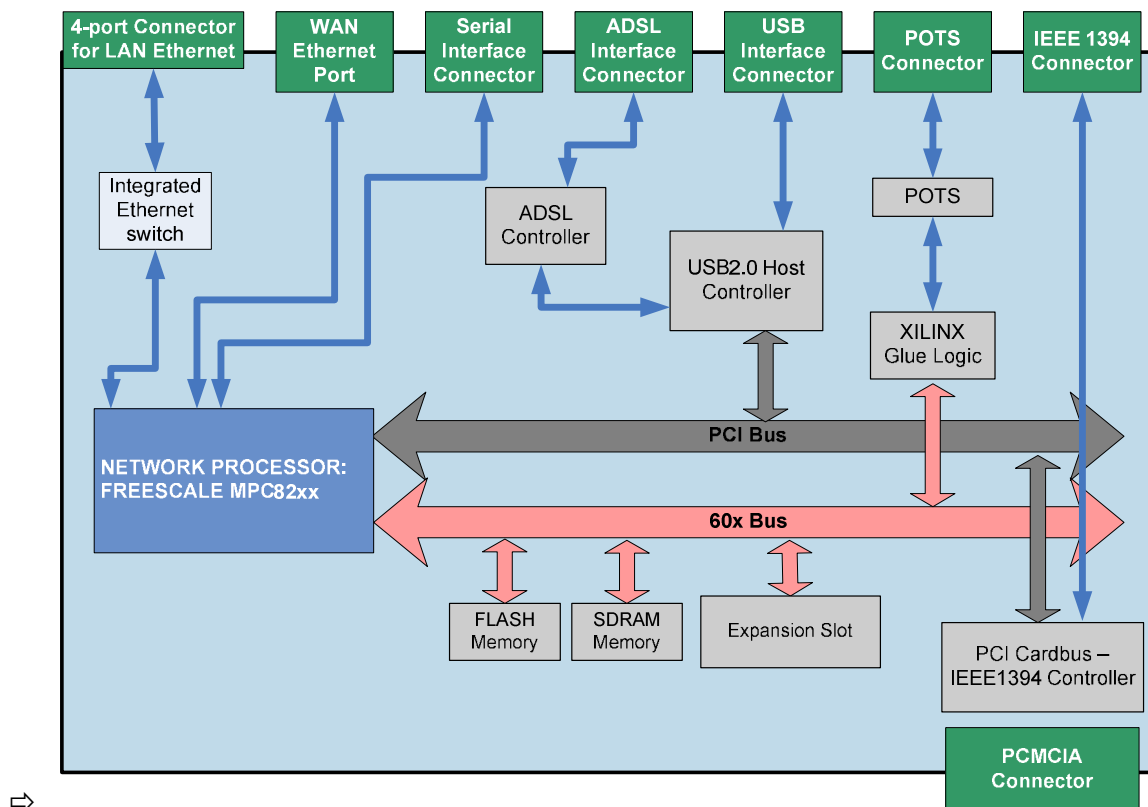 4-port Connector
for LAN Ethernet
WAN
Ethernet
Port
Serial
Interface
Connector
ADSL
Interface
Connector
USB
Interface
Connector
POTS
Connector
IEEE 1394
Connector
Integrated
Ethernet
switch
ADSL
Controller
USB2.0 Host
Controller
POTS
XILINX
Glue Logic
PCI Bus
NETWORK PROCESSOR:
FREESCALE MPC82xx
60x Bus
FLASH
Memory
SDRAM
Memory
Expansion Slot
PCI Cardbus –
IEEE1394 Controller
PCMCIA
Connector